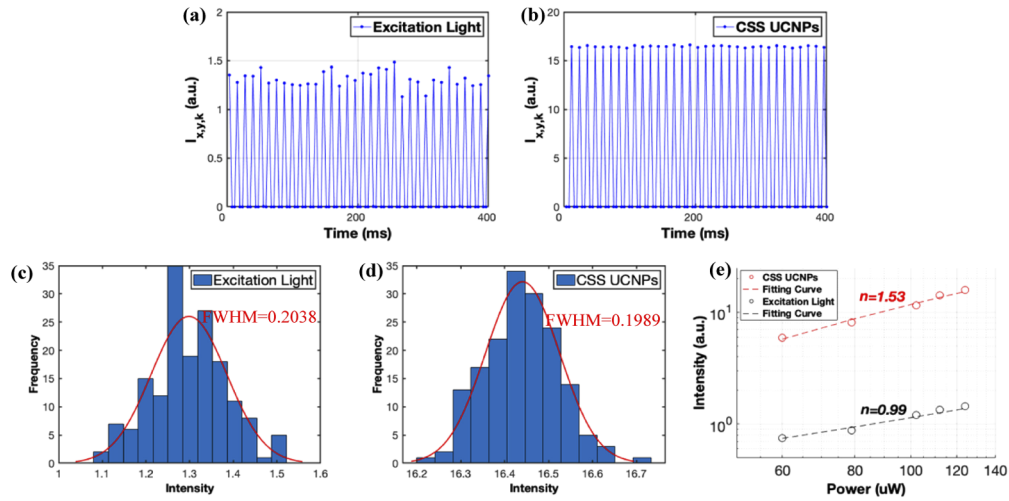 (a)
Excitation Light
I x,y,k (a.u.)
2
1.5
1
0.5
0
0
200
400
Time (ms)
(b)
CSS UCNPs
I x,y,k (a.u.)
20
15
10
5
0
0
200
400
Time (ms)
(c)
Excitation Light
FWHM=0.2038
Frequency
35
30
25
20
15
10
5
0
1
1.1
1.2
1.3
1.4
1.5
1.6
Intensity
(d)
CSS UCNPs
FWHM=0.1989
Frequency
35
30
25
20
15
10
5
0
16.2
16.3
16.4
16.5
16.6
16.7
Intensity
(e)
CSS UCNPs
Fitting Curve
Excitation Light
Fitting Curve
n=1.53
n=0.99
Intensity (a.u.)
10^1
10^0
60
80
100
120
140
Power (uW)